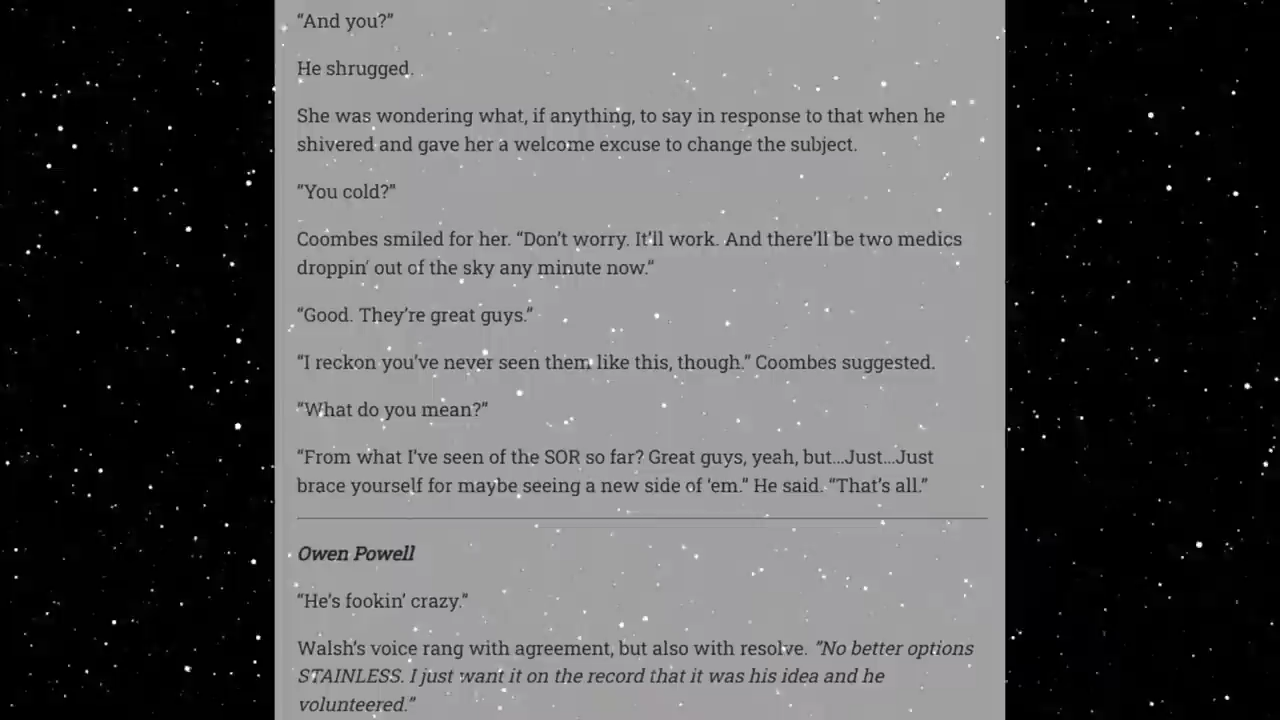 “And you?”
He shrugged.
She was wondering what, if anything, to say in response to that when he
shivered and gave her a welcome excuse to change the subject.
“You cold?”
Coombes smiled for her. “Don’t worry. It’ll work. And there’ll be two medics
droppin’ out of the sky any minute now.”
“Good. They’re great guys.”
“I reckon you’ve never seen them like this, though.” Coombes suggested.
“What do you mean?”
“From what I’ve seen of the SOR so far? Great guys, yeah, but…Just…Just
brace yourself for maybe seeing a new side of ‘em.” He said. “That’s all.”
Owen Powell
“He’s fookin’ crazy.”
Walsh’s voice rang with agreement, but also with resolve. “No better options
STAINLESS. I just want it on the record that it was his idea and he
volunteered.”